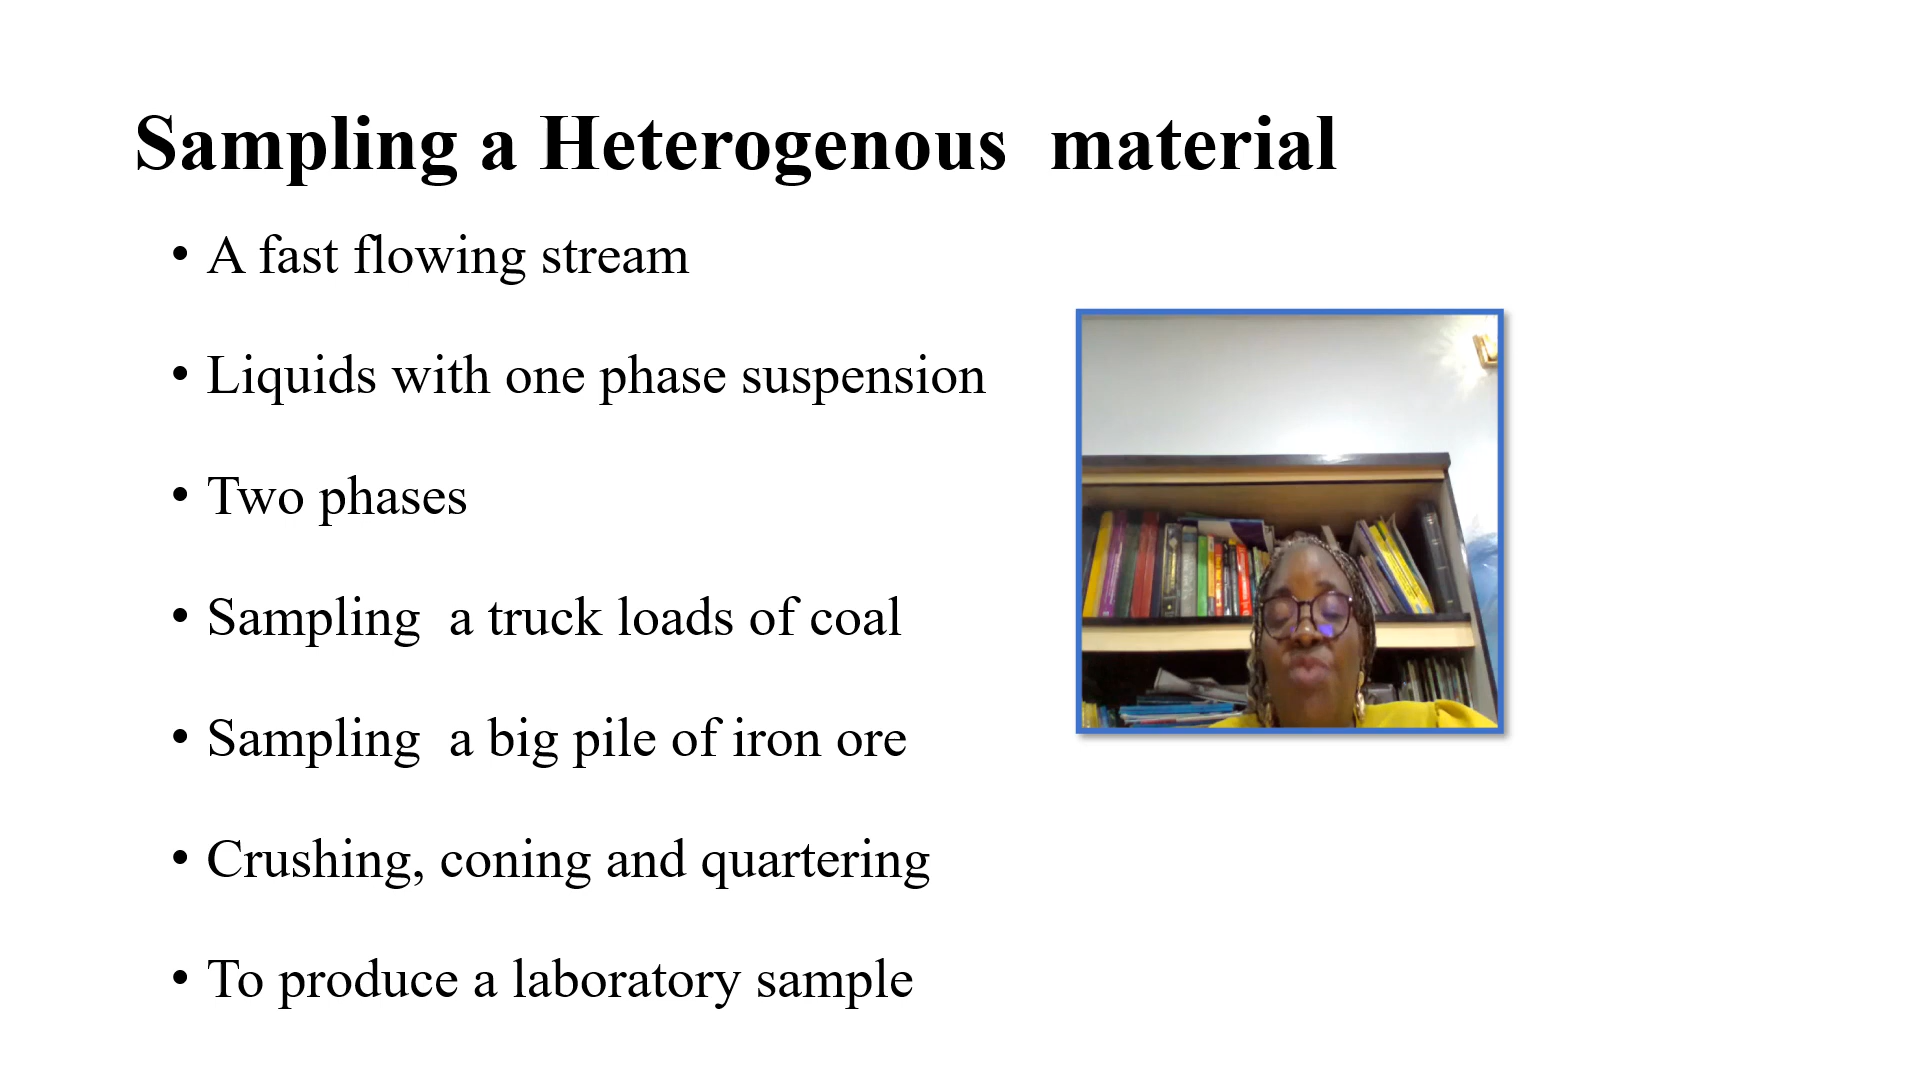 Sampling a Heterogenous  material
• A fast flowing stream
• Liquids with one phase suspension
• Two phases
• Sampling  a truck loads of coal
• Sampling  a big pile of iron ore
• Crushing, coning and quartering
• To produce a laboratory sample